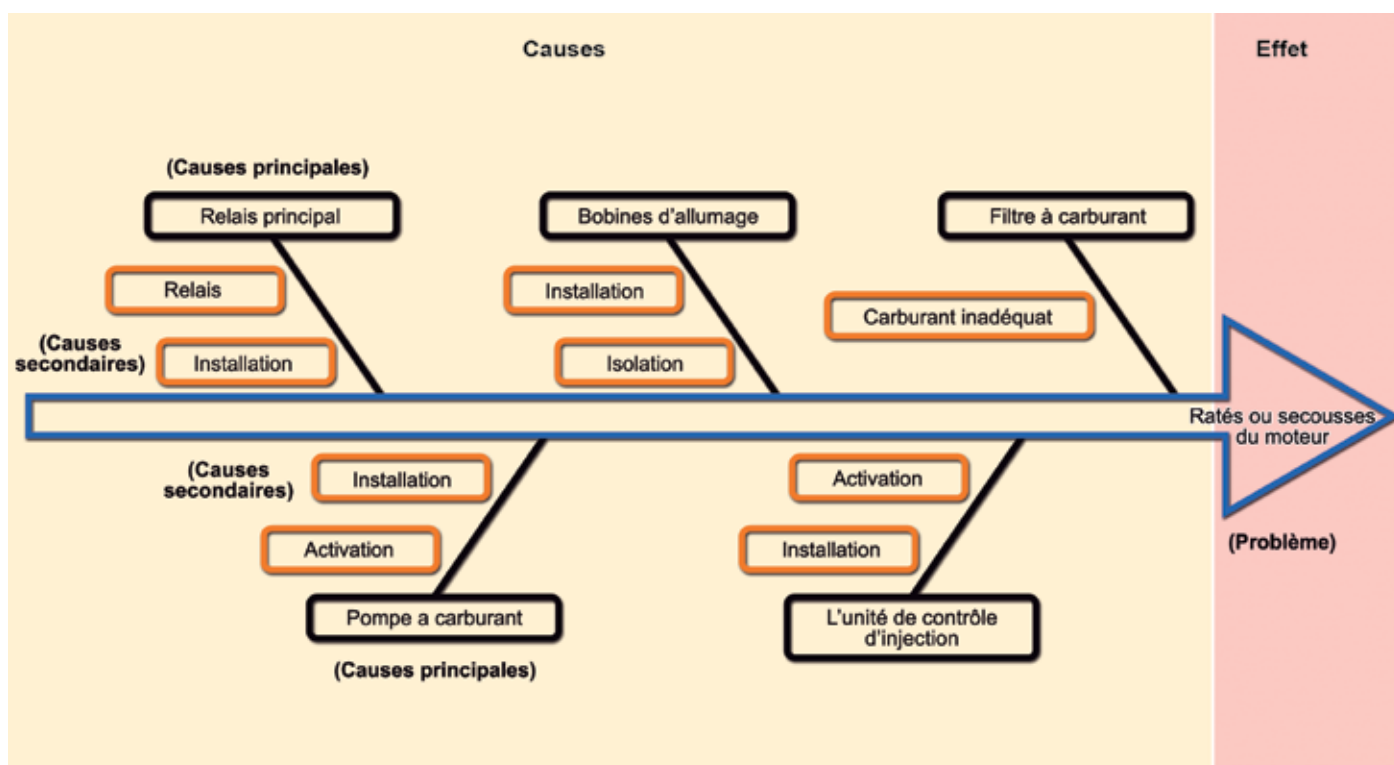 Causes
Effet
(Causes principales)
Relais principal
Bobines d'allumage
Filtre à carburant
Relais
Installation
Carburant inadéquat
(Causes
secondaires)
Installation
Isolation
Ratés ou secousses
du moteur
(Causes
secondaires)
Installation
Activation
Activation
Installation
(Problème)
Pompe a carburant
L'unité de contrôle
d'injection
(Causes principales)